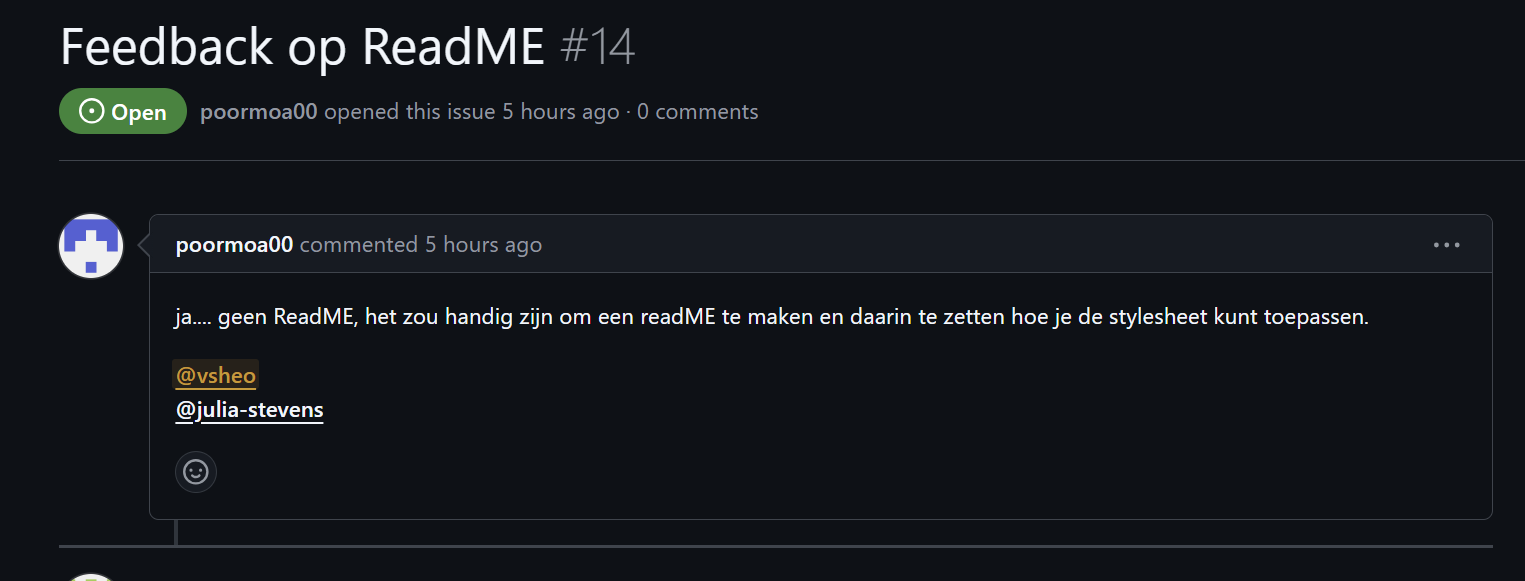 Feedback op ReadME #14
Open poormoa00 opened this issue 5 hours ago · 0 comments
poormoa00 commented 5 hours ago
ja.... geen ReadME, het zou handig zijn om een readME te maken en daarin te zetten hoe je de stylesheet kunt toepassen.
@vsheo
@julia-stevens